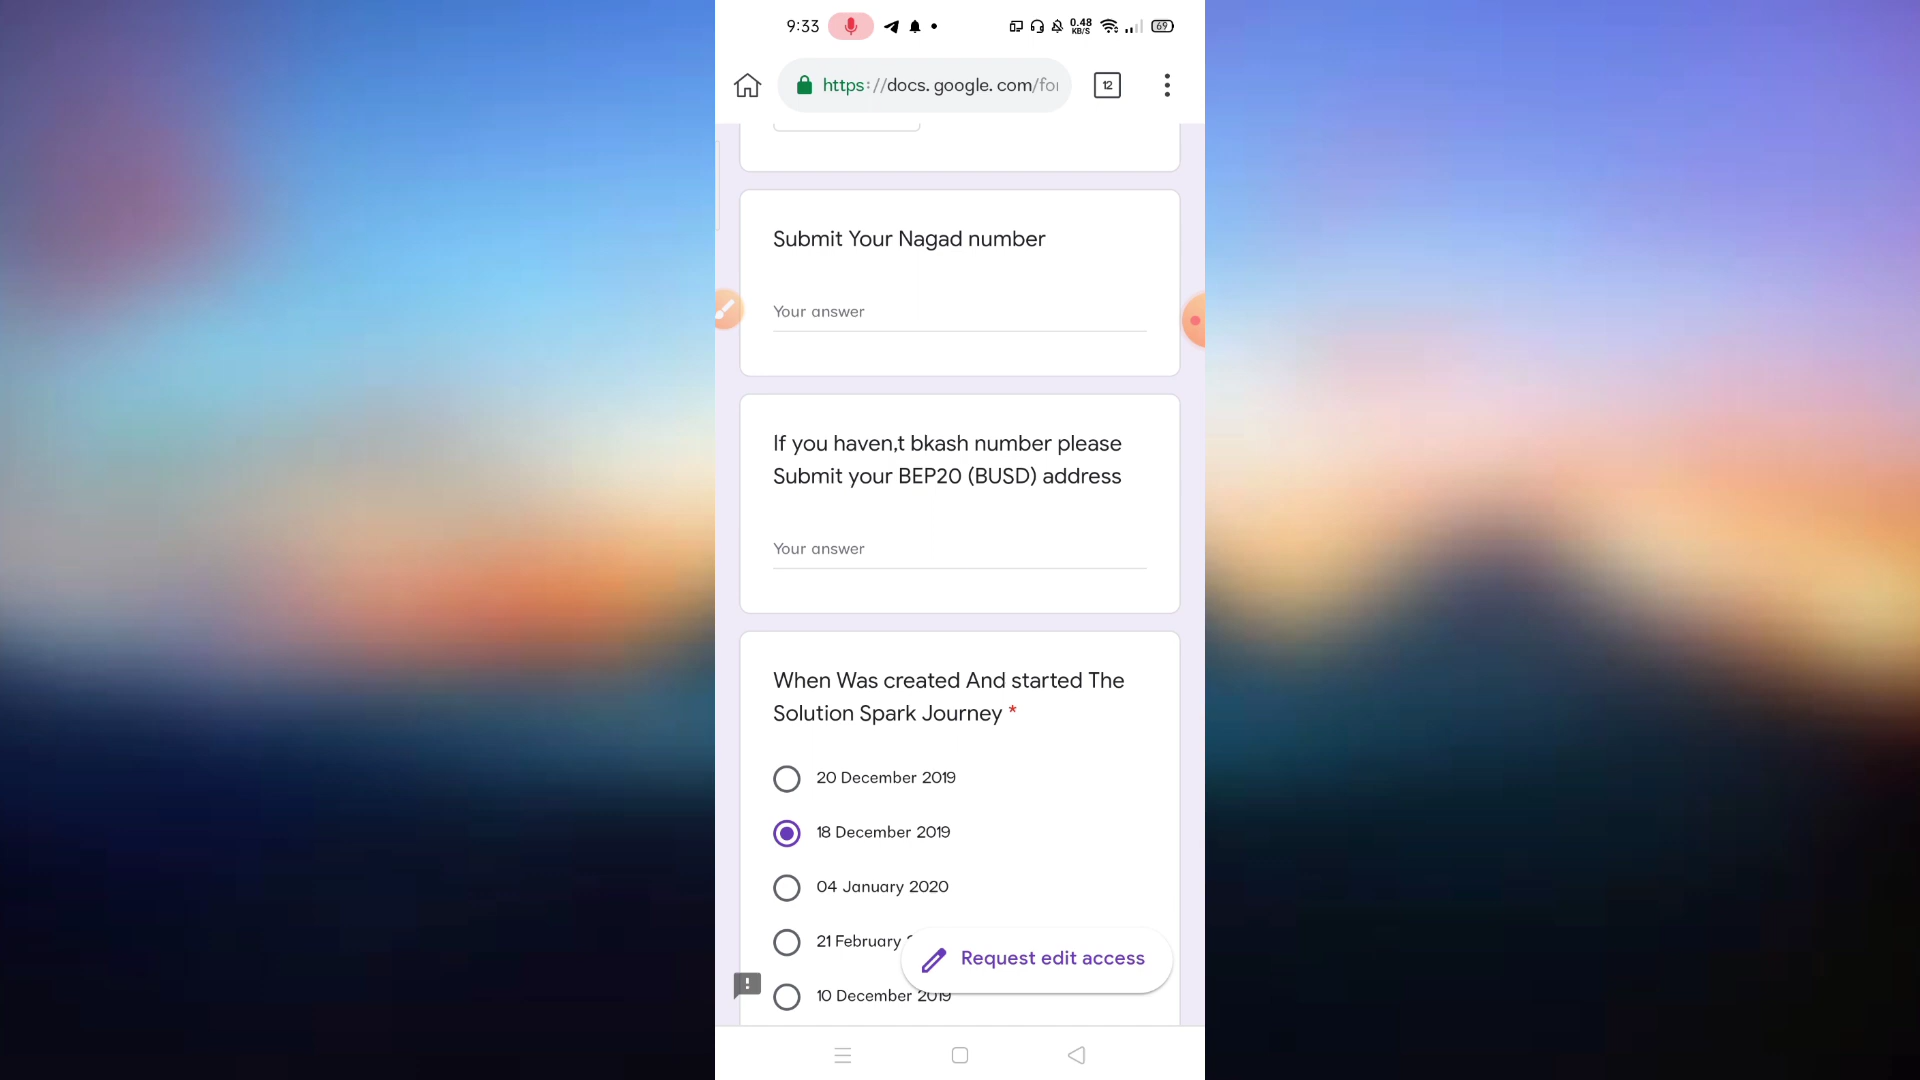 9:33
0.48
KB/S
69
https://docs. google. com/for
12
Submit Your Nagad number
Your answer
If you haven,t bkash number please
Submit your BEP20 (BUSD) address
Your answer
When Was created And started The
Solution Spark Journey *
20 December 2019
18 December 2019
04 January 2020
21 February
Request edit access
10 December 2019